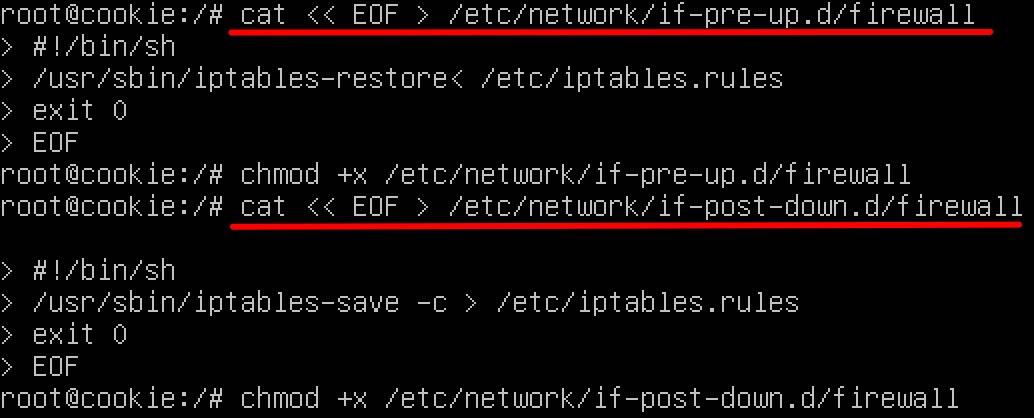 root@cookie:/# cat << EOF > /etc/network/if-pre-up.d/firewall
> #!/bin/sh
> /usr/sbin/iptables-restore< /etc/iptables.rules
> exit 0
> EOF
root@cookie:/# chmod +x /etc/network/if-pre-up.d/firewall
root@cookie:/# cat << EOF > /etc/network/if-post-down.d/firewall
> #!/bin/sh
> /usr/sbin/iptables-save -c > /etc/iptables.rules
> exit 0
> EOF
root@cookie:/# chmod +x /etc/network/if-post-down.d/firewall